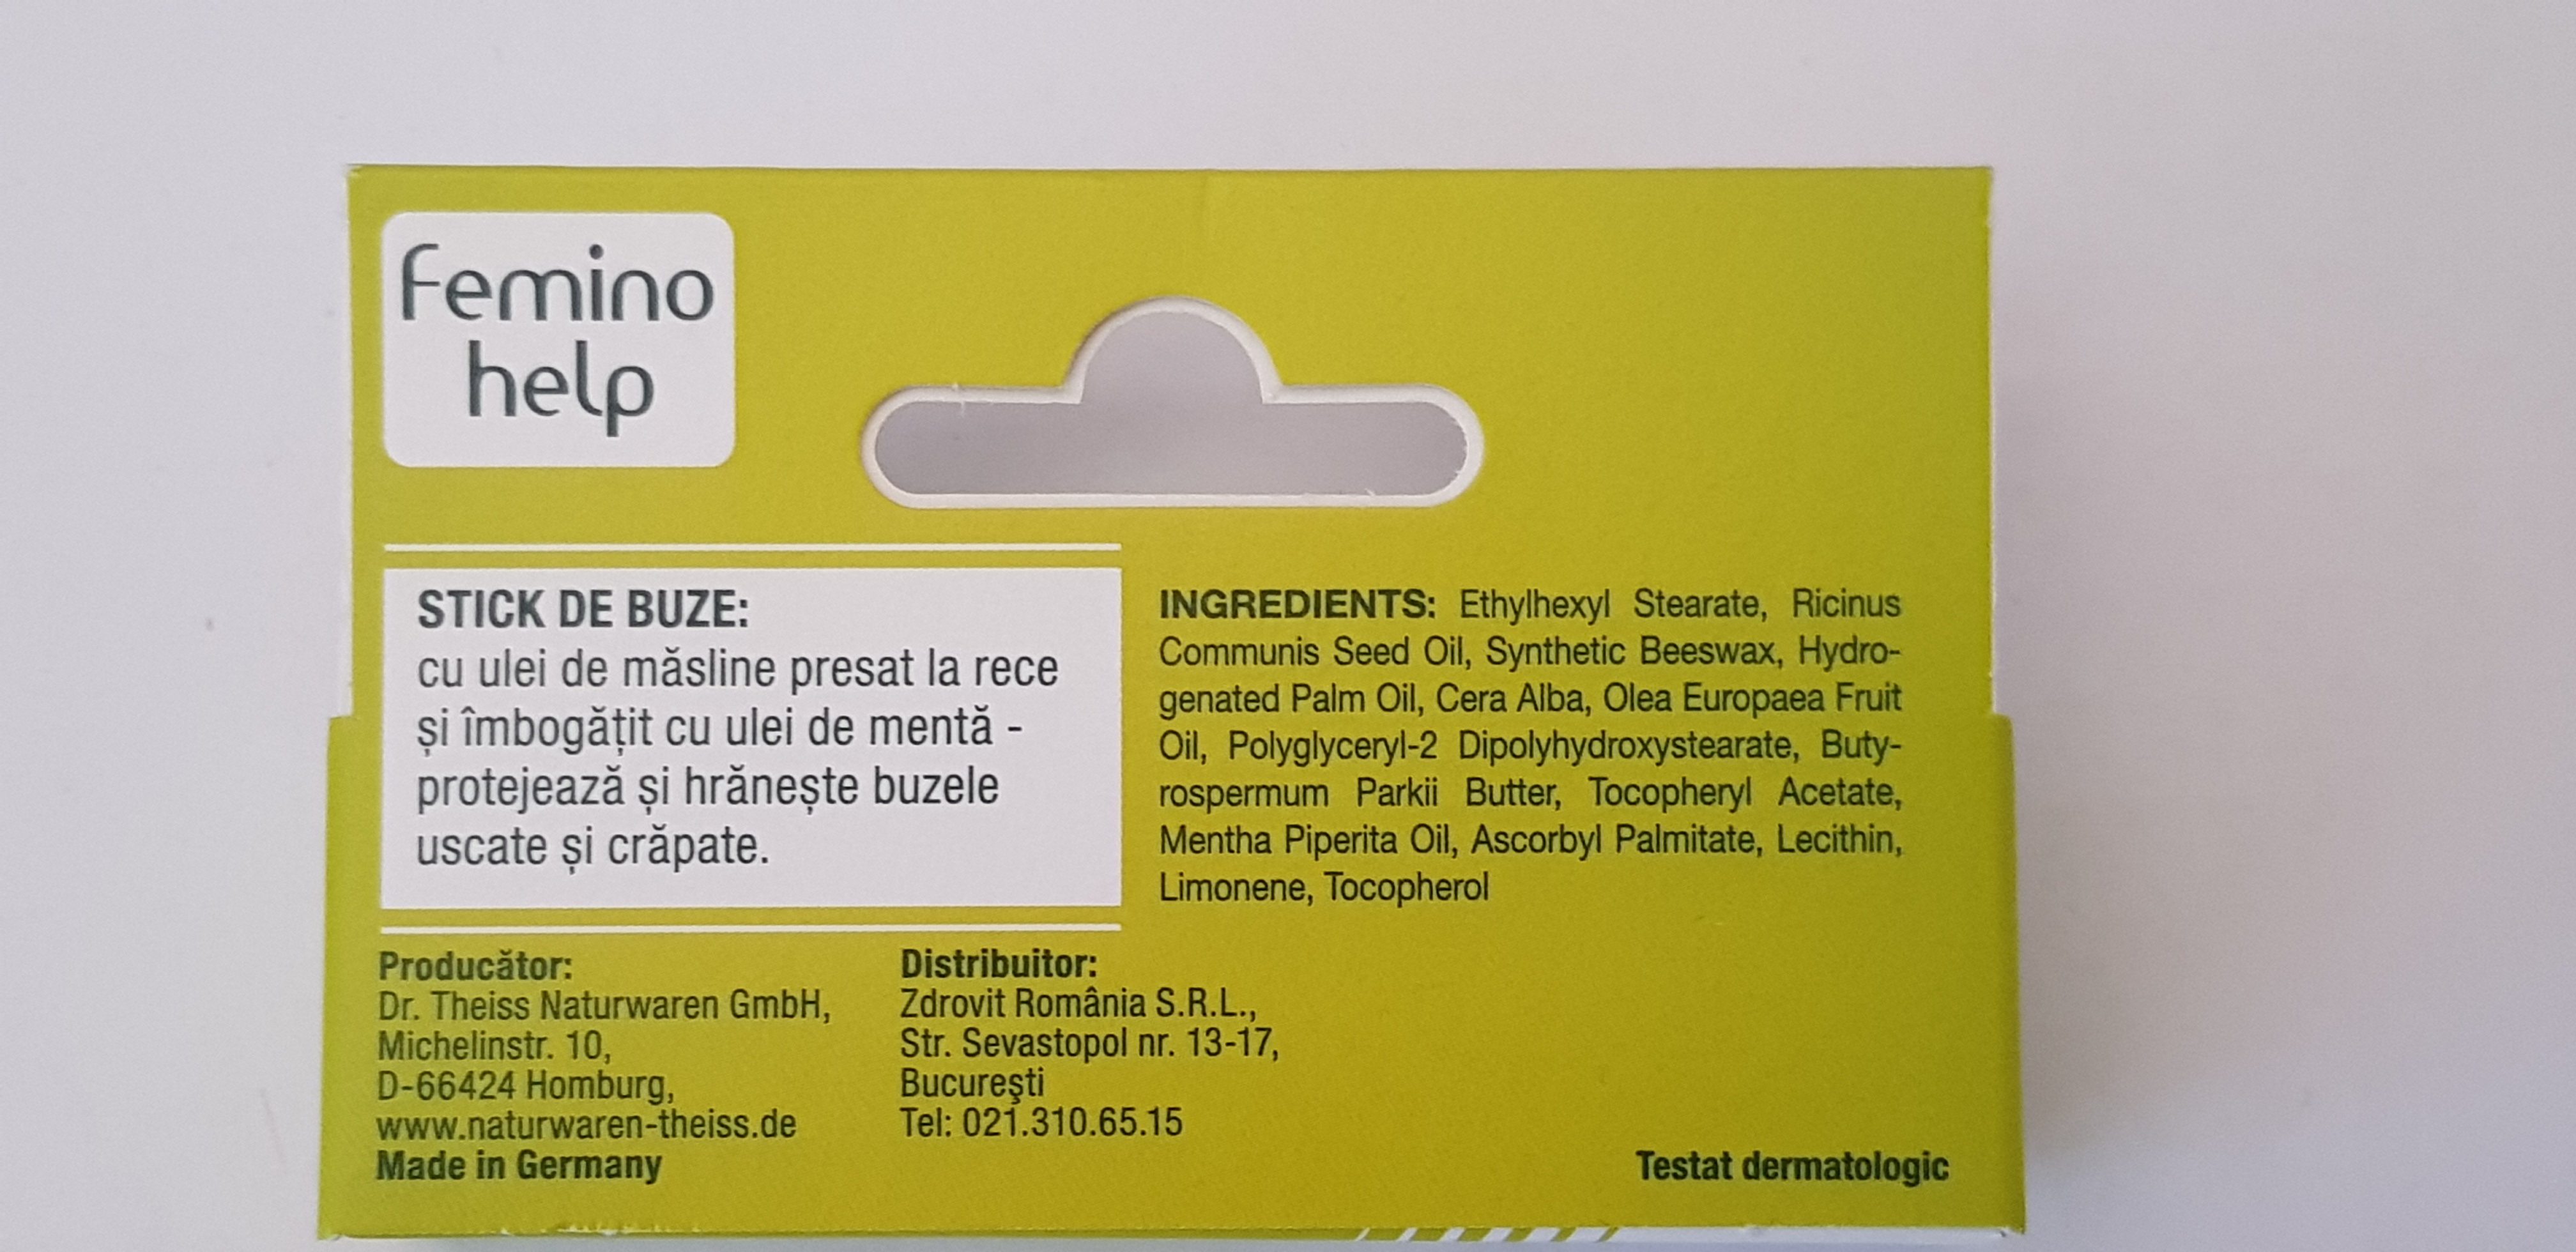 Femino
help
STICK DE BUZE:
cu ulei de măsline presat la rece
și îmbogățit cu ulei de mentă -
protejează și hrănește buzele
uscate și crăpate.
INGREDIENTS: Ethylhexyl Stearate, Ricinus
Communis Seed Oil, Synthetic Beeswax, Hydro-
genated Palm Oil, Cera Alba, Olea Europaea Fruit
Oil, Polyglyceryl-2 Dipolyhydroxystearate, Buty-
rospermum Parkii Butter, Tocopheryl Acetate,
Mentha Piperita Oil, Ascorbyl Palmitate, Lecithin,
Limonene, Tocopherol
Producător:
Dr. Theiss Naturwaren GmbH,
Michelinstr. 10,
D-66424 Homburg,
www.naturwaren-theiss.de
Made in Germany
Distribuitor:
Zdrovit România S.R.L.,
Str. Sevastopol nr. 13-17,
Bucureşti
Tel: 021.310.65.15
Testat dermatologic